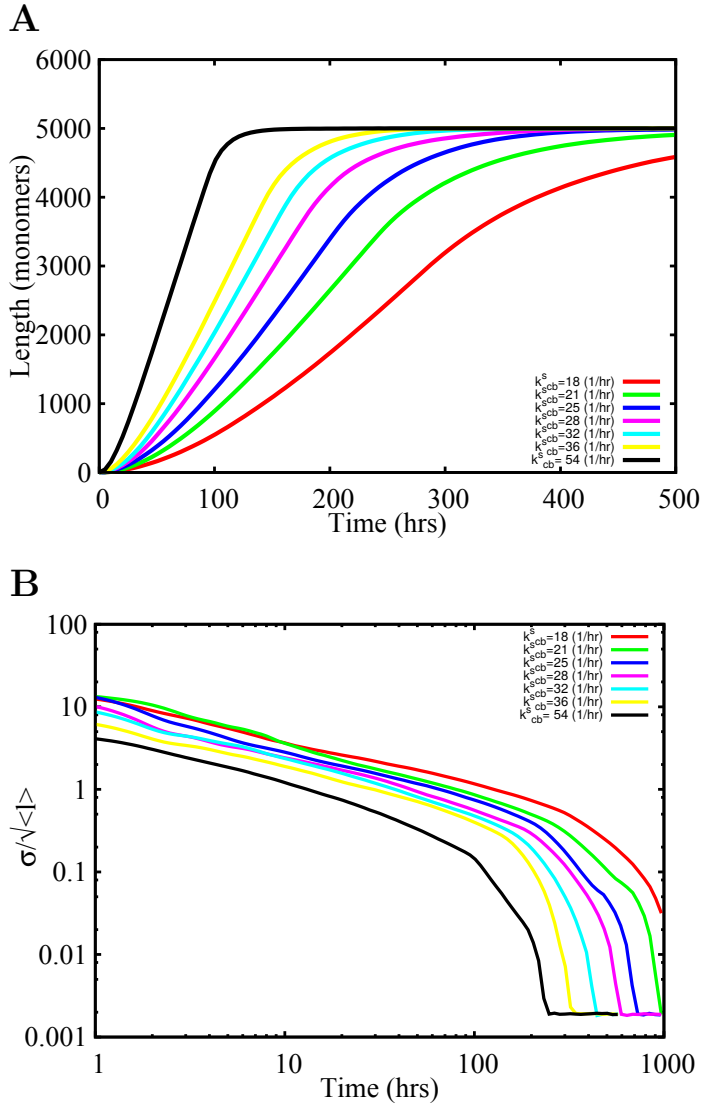 A
6000
5000
4000
3000
2000
1000
0
Length (monomers)
k^s_cb=18 (1/hr)
k^s_cb=21 (1/hr)
k^s_cb=25 (1/hr)
k^s_cb=28 (1/hr)
k^s_cb=32 (1/hr)
k^s_cb=36 (1/hr)
k^s_cb= 54 (1/hr)
0 100 200 300 400 500
Time (hrs)
B
100
10
1
0.1
0.01
0.001
σ/√<l>
k^s_cb=18 (1/hr)
k^s_cb=21 (1/hr)
k^s_cb=25 (1/hr)
k^s_cb=28 (1/hr)
k^s_cb=32 (1/hr)
k^s_cb=36 (1/hr)
k^s_cb= 54 (1/hr)
1 10 100 1000
Time (hrs)